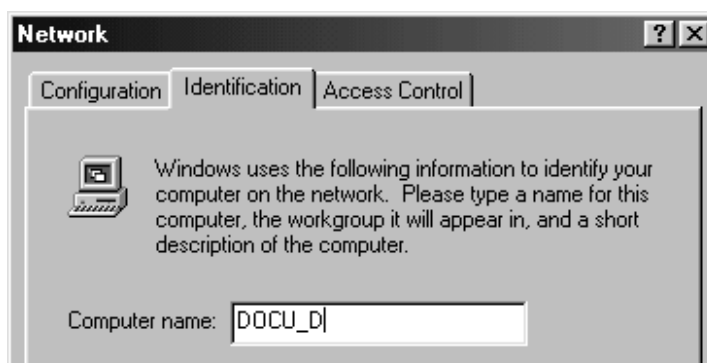 Network
Configuration Identification Access Control
Windows uses the following information to identify your
computer on the network. Please type a name for this
computer, the workgroup it will appear in, and a short
description of the computer.
Computer name: DOCU_D